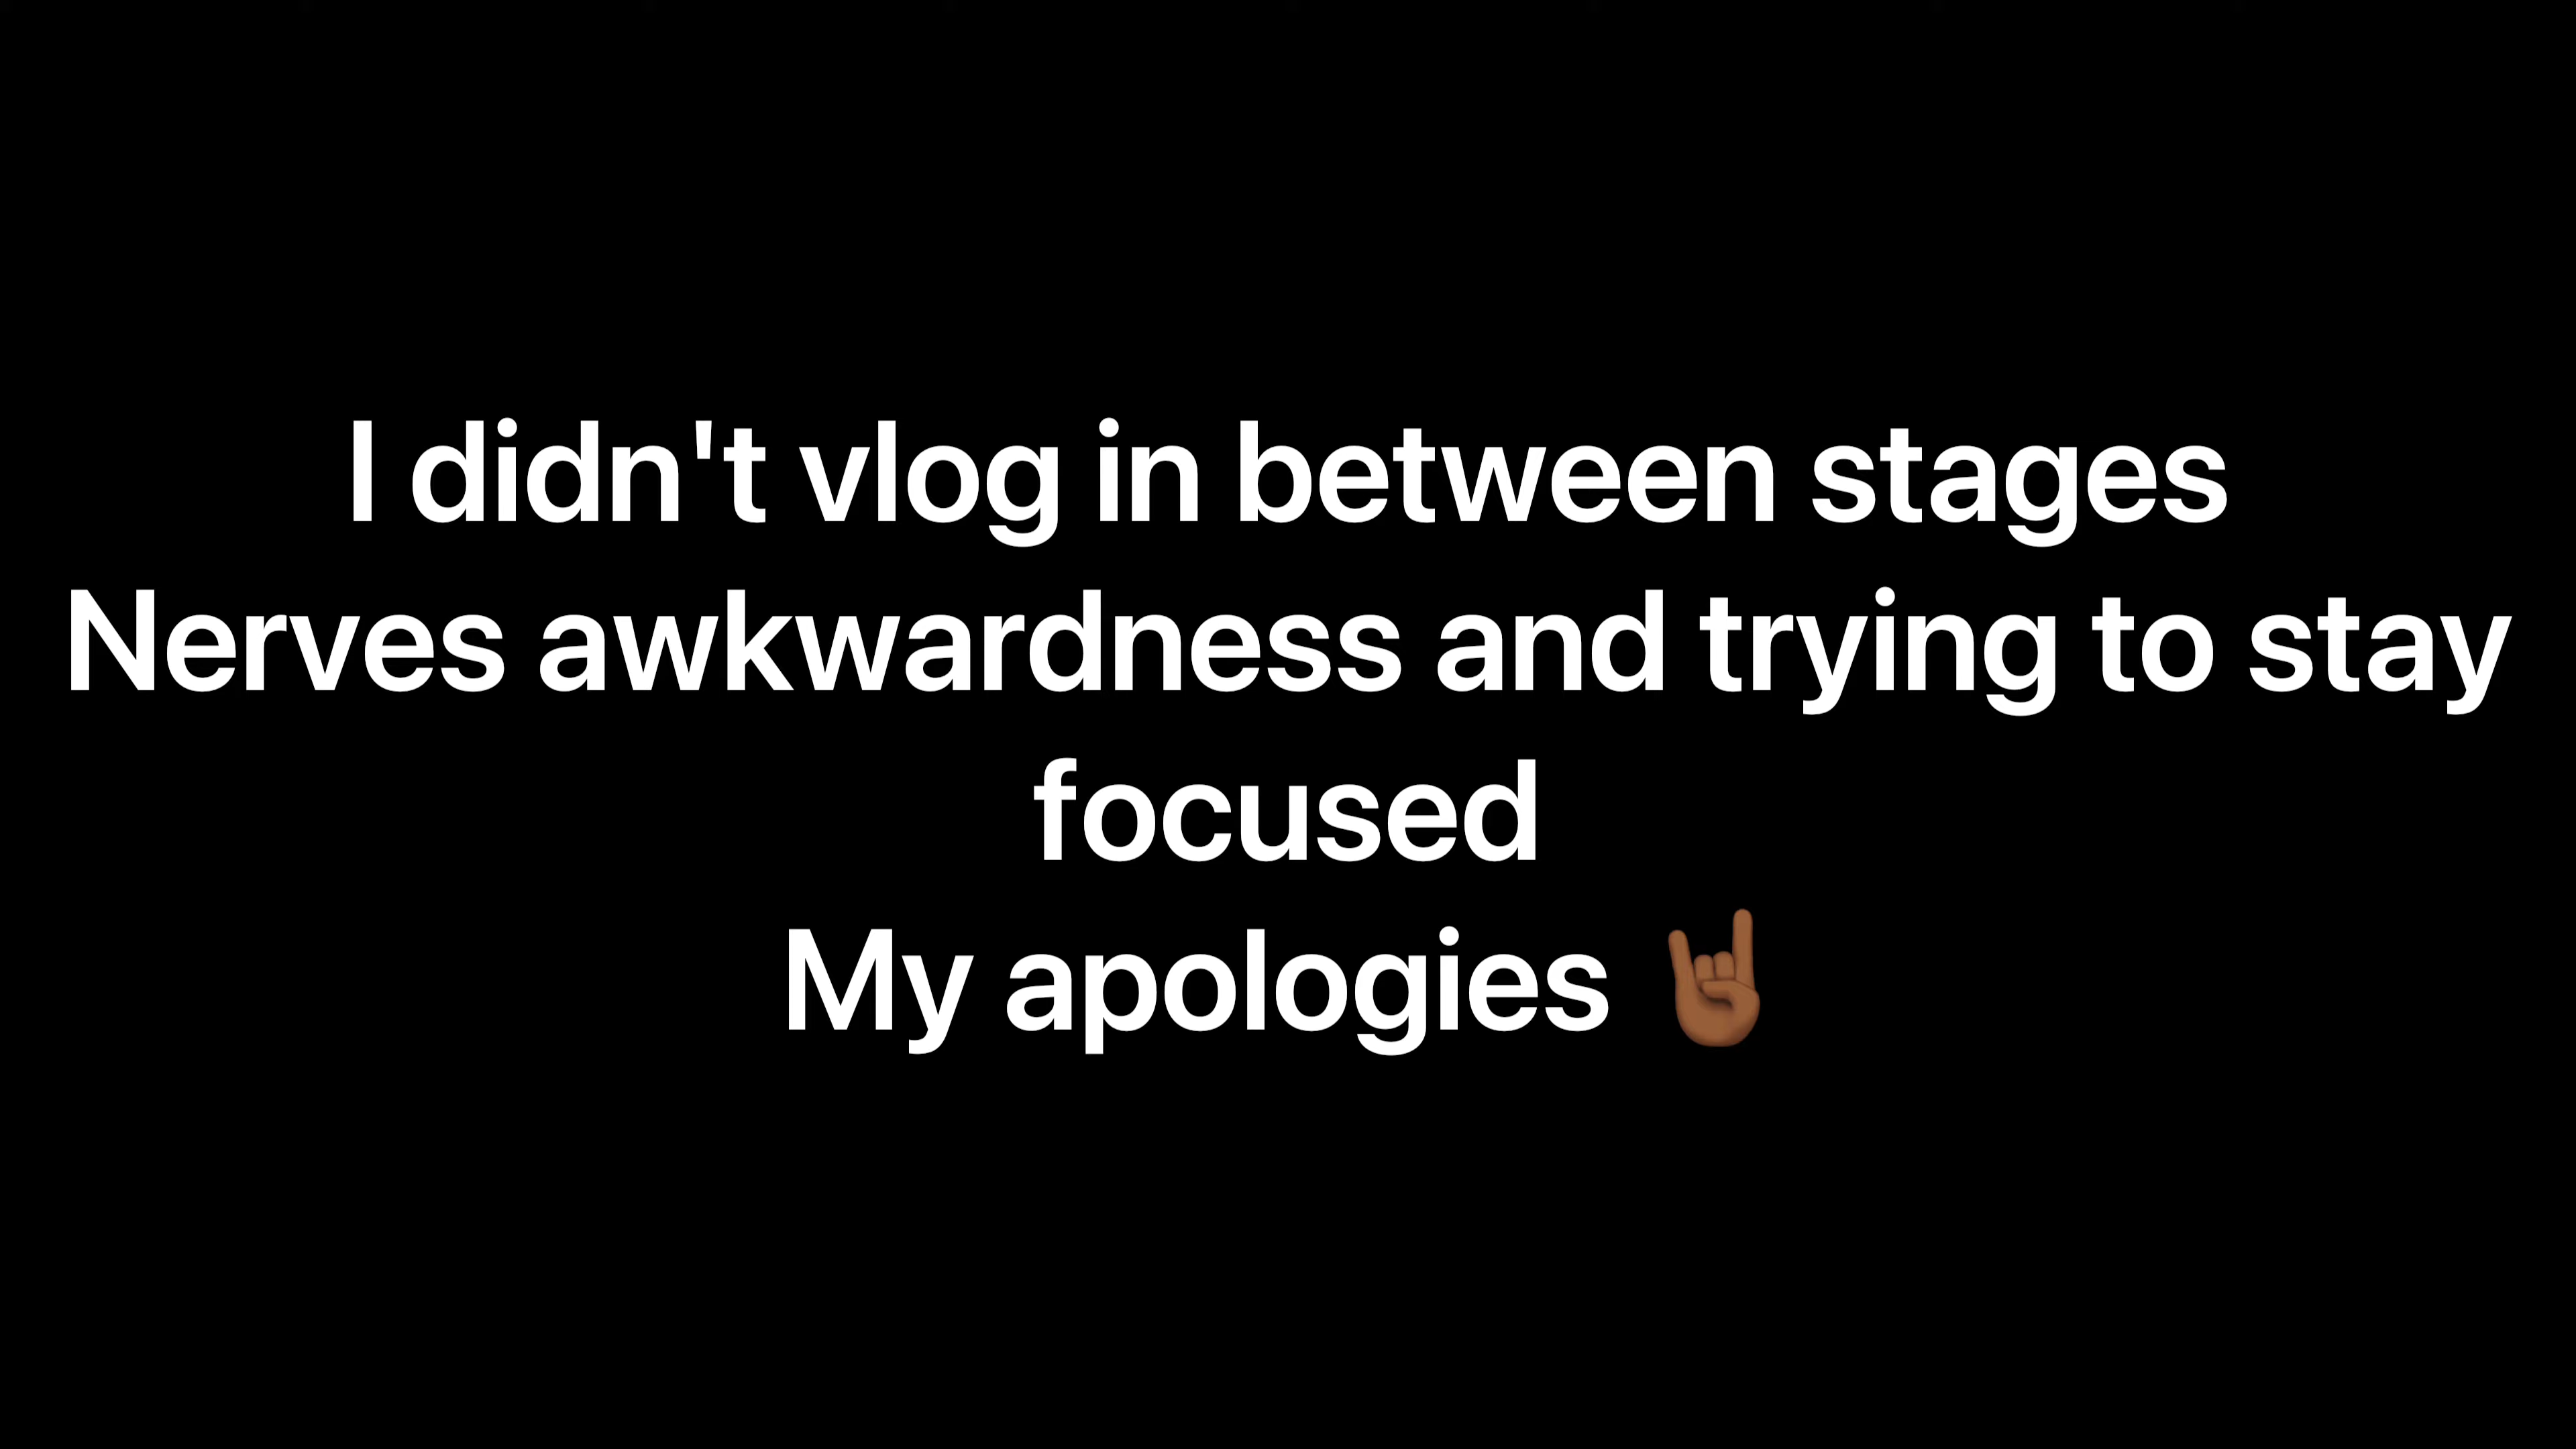 I didn't vlog in between stages
Nerves awkwardness and trying to stay
focused
My apologies 🤘🏾